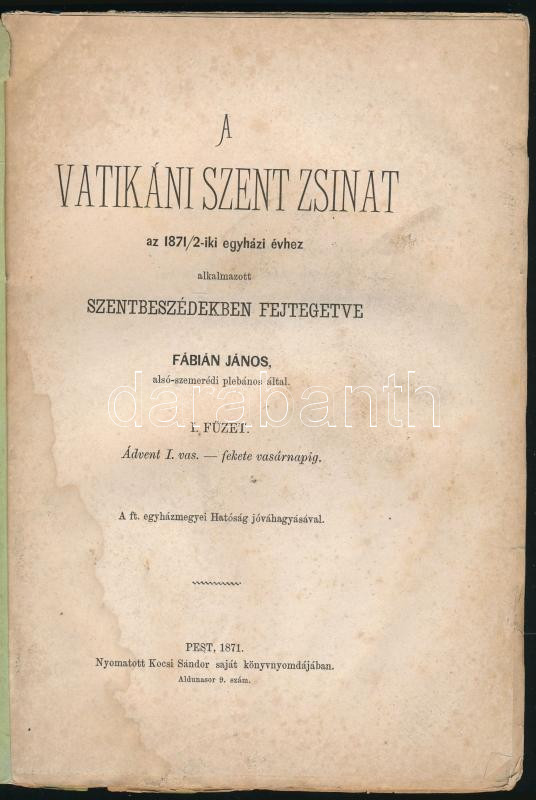 A
VATIKÁNI SZENT ZSINAT
az 1871/2-iki egyházi évhez
alkalmazott
SZENTBESZÉDEKBEN FEJTEGETVE
FÁBIÁN JÁNOS,
alsó-szemerédi plebános által.
darabanth
I. FÜZET.
Ádvent I. vas. — fekete vasárnapig.
A ft. egyházmegyei Hatóság jóváhagyásával.
PEST, 1871.
Nyomatott Kocsi Sándor saját könyvnyomdájában.
Aldunasor 9. szám.